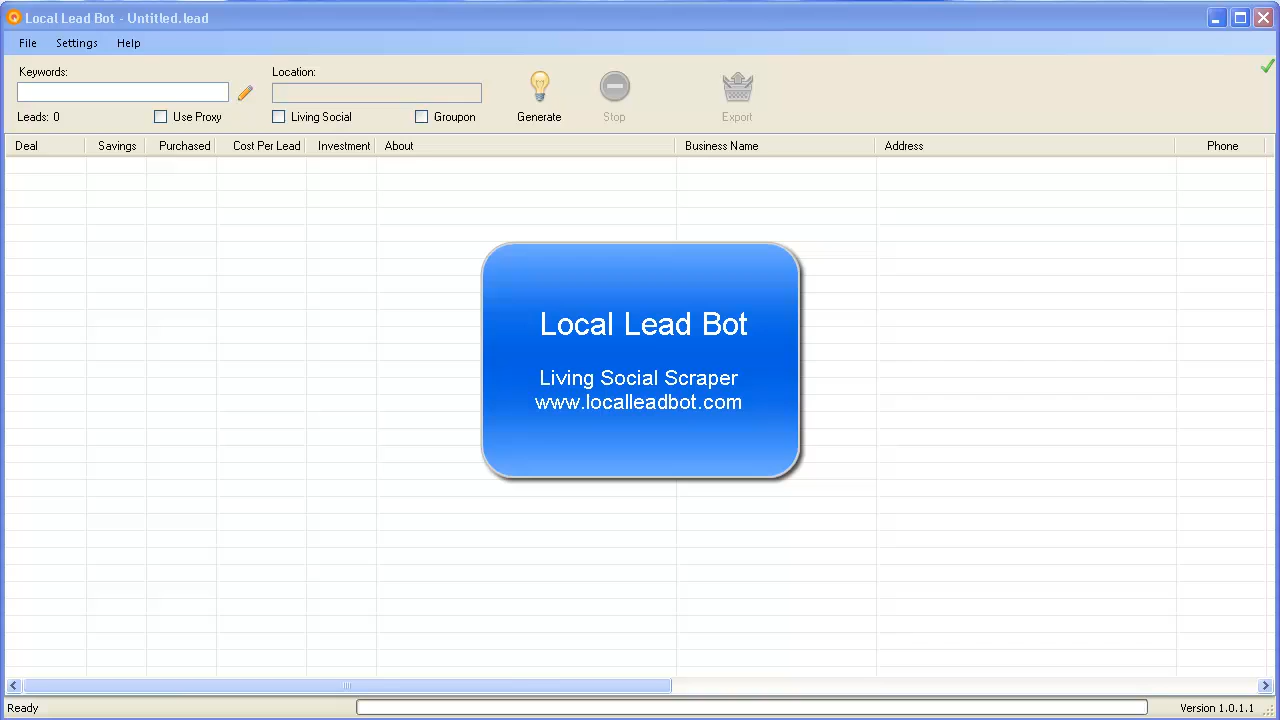 Local Lead Bot - Untitled.lead
File Settings Help
Keywords: Location:
Leads: 0 Use Proxy Living Social Groupon Generate Stop Export
Deal Savings Purchased Cost Per Lead Investment About Business Name Address Phone
Local Lead Bot
Living Social Scraper
www.localleadbot.com
Ready Version 1.0.1.1